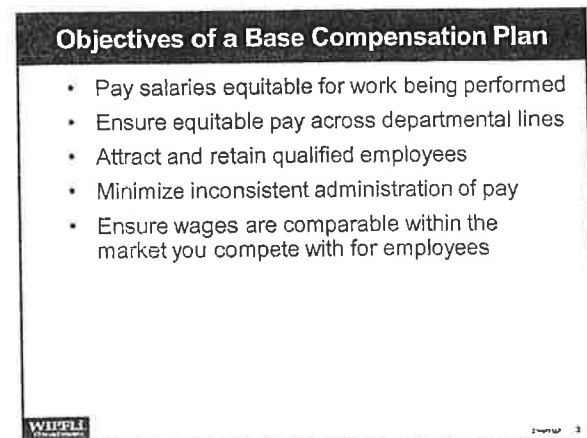 Objectives of a Base Compensation Plan
• Pay salaries equitable for work being performed
• Ensure equitable pay across departmental lines
• Attract and retain qualified employees
• Minimize inconsistent administration of pay
• Ensure wages are comparable within the
market you compete with for employees
WIPFLI
3